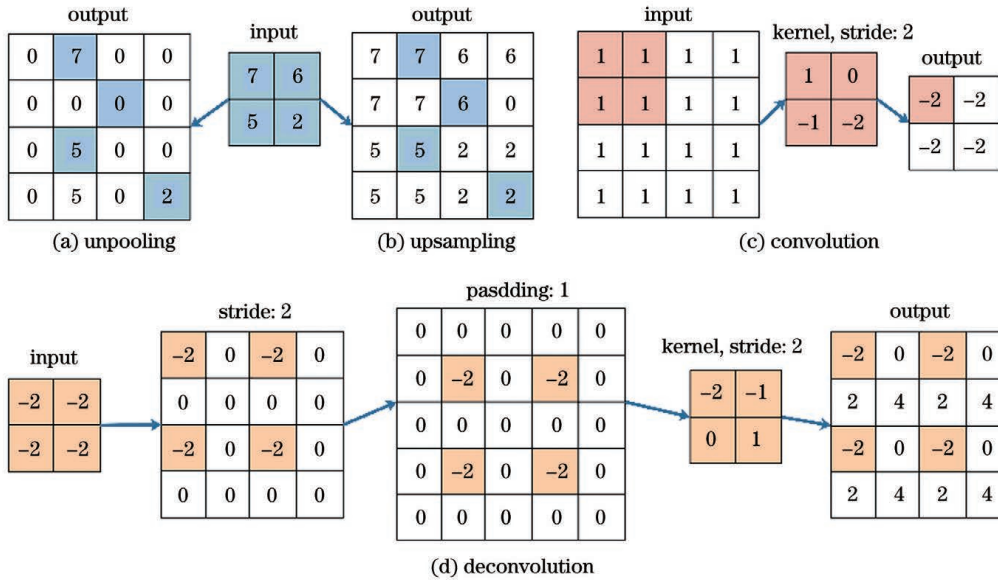 output
0 7 0 0
0 0 0 0
0 5 0 0
0 5 0 2
(a) unpooling
input
7 6
5 2
output
7 7 6 6
7 7 6 0
5 5 2 2
5 5 2 2
(b) upsampling
input
1 1 1 1
1 1 1 1
1 1 1 1
1 1 1 1
kernel, stride: 2
1 0
−1 −2
output
−2 −2
−2 −2
(c) convolution
input
−2 −2
−2 −2
stride: 2
−2 0 −2 0
0 0 0 0
−2 0 −2 0
0 0 0 0
pasdding: 1
0 0 0 0 0
0 −2 0 −2 0
0 0 0 0 0
0 −2 0 −2 0
0 0 0 0 0
kernel, stride: 2
−2 −1
0 1
output
−2 0 −2 0
2 4 2 4
−2 0 −2 0
2 4 2 4
(d) deconvolution